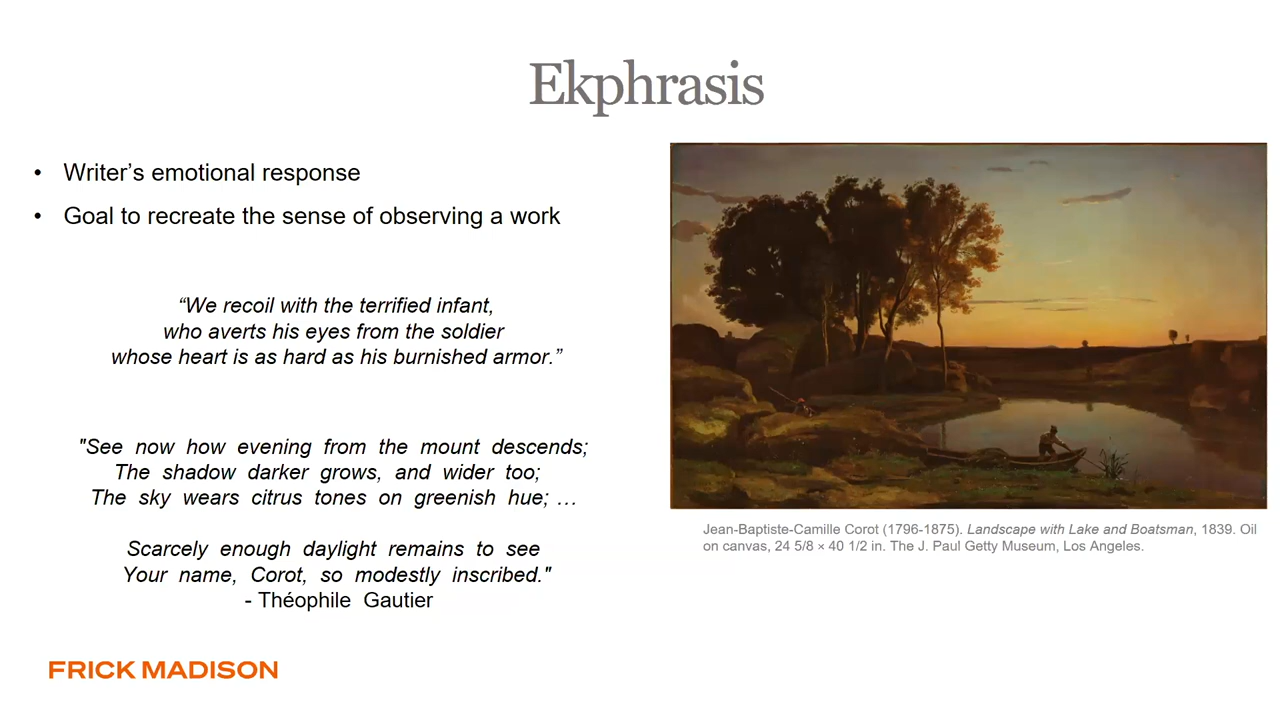 Ekphrasis
• Writer’s emotional response
• Goal to recreate the sense of observing a work
“We recoil with the terrified infant,
who averts his eyes from the soldier
whose heart is as hard as his burnished armor.”
"See now how evening from the mount descends;
The shadow darker grows, and wider too;
The sky wears citrus tones on greenish hue; …
Scarcely enough daylight remains to see
Your name, Corot, so modestly inscribed."
- Théophile Gautier
Jean-Baptiste-Camille Corot (1796-1875). Landscape with Lake and Boatsman, 1839. Oil
on canvas, 24 5/8 × 40 1/2 in. The J. Paul Getty Museum, Los Angeles.
FRICK MADISON